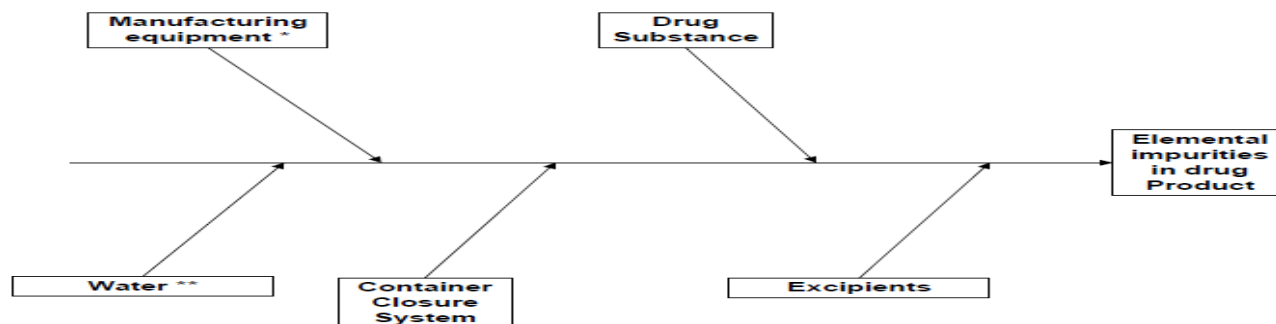 Manufacturing
equipment *
Drug
Substance
Elemental
impurities
in drug
Product
Water **
Container
Closure
System
Excipients